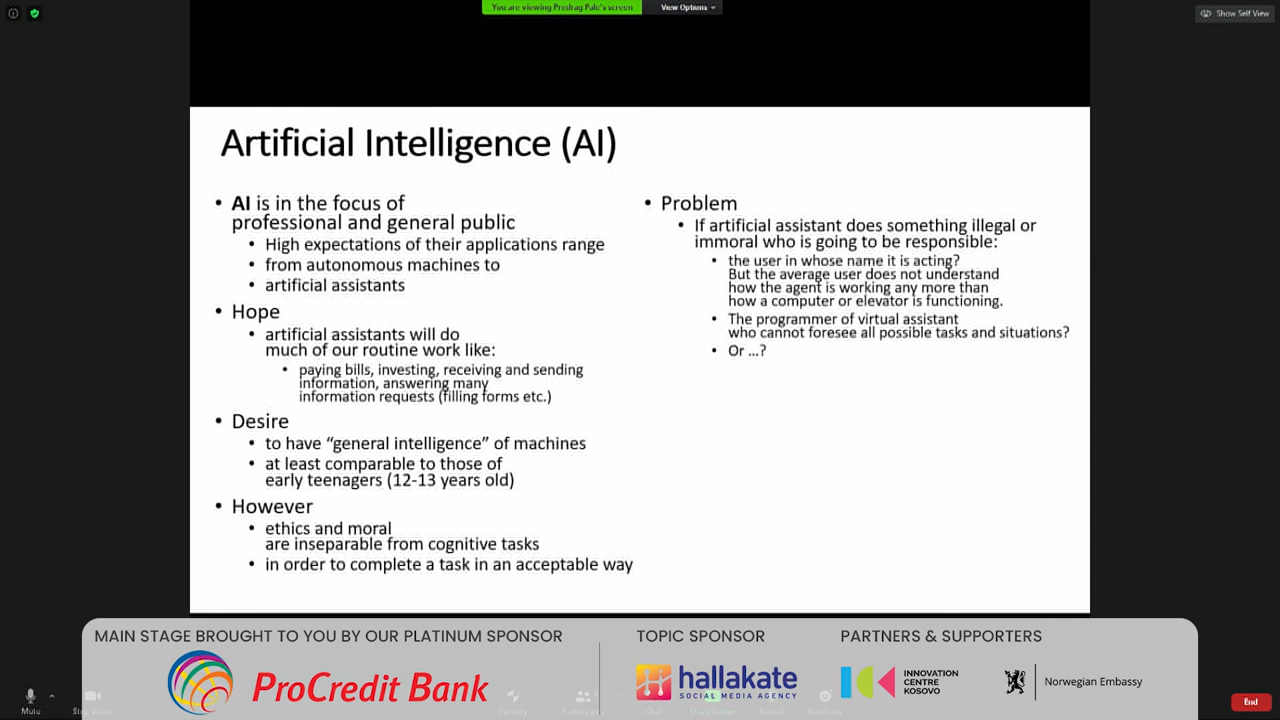 You are viewing Predrag Pale's screen
View Options
Show Self View
Artificial Intelligence (AI)
• AI is in the focus of
professional and general public
• High expectations of their applications range
• from autonomous machines to
• artificial assistants
• Hope
• artificial assistants will do
much of our routine work like:
• paying bills, investing, receiving and sending
information, answering many
information requests (filling forms etc.)
• Desire
• to have “general intelligence” of machines
• at least comparable to those of
early teenagers (12-13 years old)
• However
• ethics and moral
are inseparable from cognitive tasks
• in order to complete a task in an acceptable way
• Problem
• If artificial assistant does something illegal or
immoral who is going to be responsible:
• the user in whose name it is acting?
But the average user does not understand
how the agent is working any more than
how a computer or elevator is functioning.
• The programmer of virtual assistant
who cannot foresee all possible tasks and situations?
• Or ...?
MAIN STAGE BROUGHT TO YOU BY OUR PLATINUM SPONSOR
ProCredit Bank
TOPIC SPONSOR
hallakate
SOCIAL MEDIA AGENCY
PARTNERS & SUPPORTERS
INNOVATION
CENTRE
KOSOVO
Norwegian Embassy
Mute
End